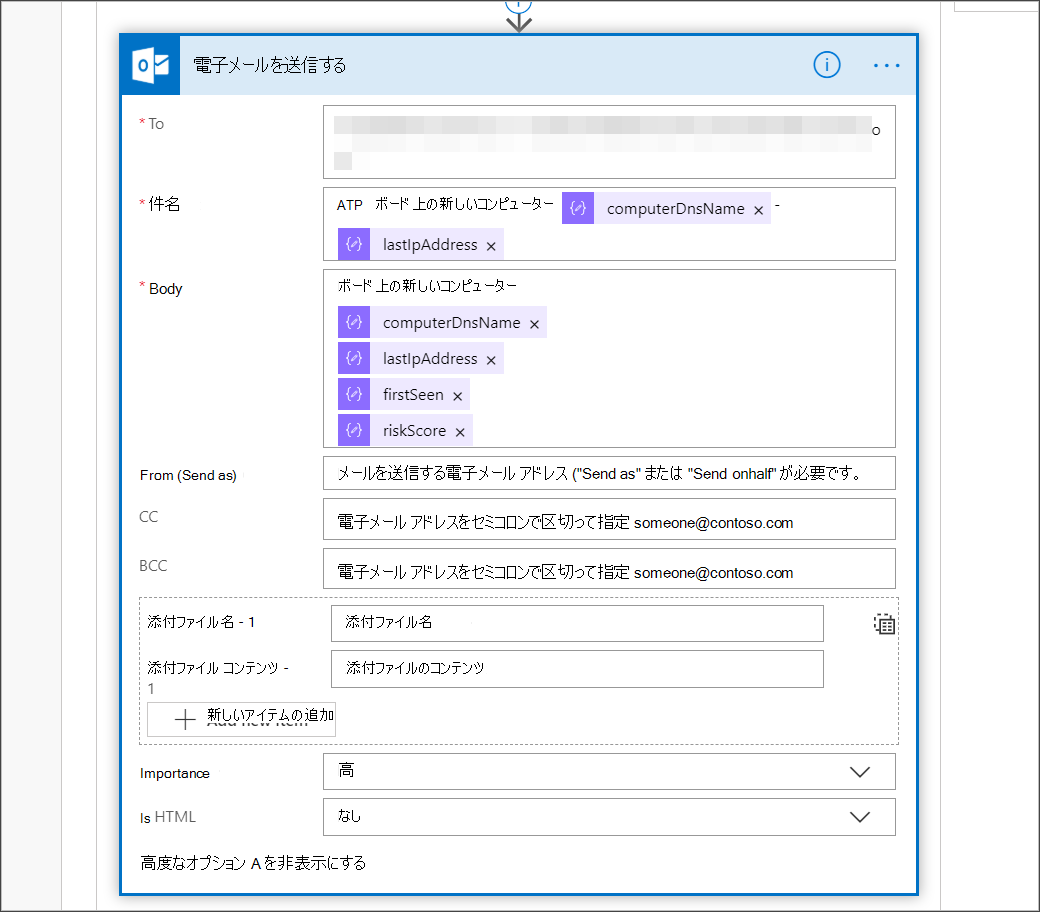 電子メールを送信する
* To
o
* 件名
ATP ボード 上の新しいコンピューター computerDnsName × -
lastIpAddress ×
* Body
ボード 上の新しいコンピューター
computerDnsName ×
lastIpAddress ×
firstSeen ×
riskScore ×
From (Send as)
メールを送信する電子メール アドレス ("Send as" または "Send onhalf" が必要です。
CC
電子メール アドレスをセミコロンで区切って指定 someone@contoso.com
BCC
電子メール アドレスをセミコロンで区切って指定 someone@contoso.com
添付ファイル名 - 1
添付ファイル名
添付ファイル コンテンツ -
1
添付ファイルのコンテンツ
新しいアイテムの追加
Importance
高
Is HTML
なし
高度なオプション A を非表示にする